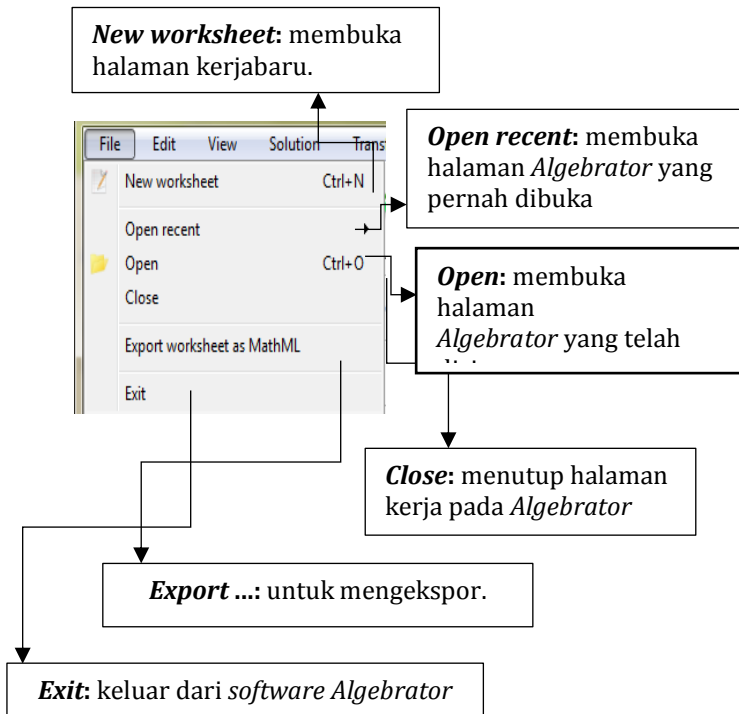 New worksheet: membuka
halaman kerjabaru.
File Edit View Solution Trans
New worksheet Ctrl+N
Open recent
Open Ctrl+O
Close
Export worksheet as MathML
Exit
Open recent: membuka
halaman Algebrator yang
pernah dibuka
Open: membuka
halaman
Algebrator yang telah
Close: menutup halaman
kerja pada Algebrator
Export ...: untuk mengekspor.
Exit: keluar dari software Algebrator